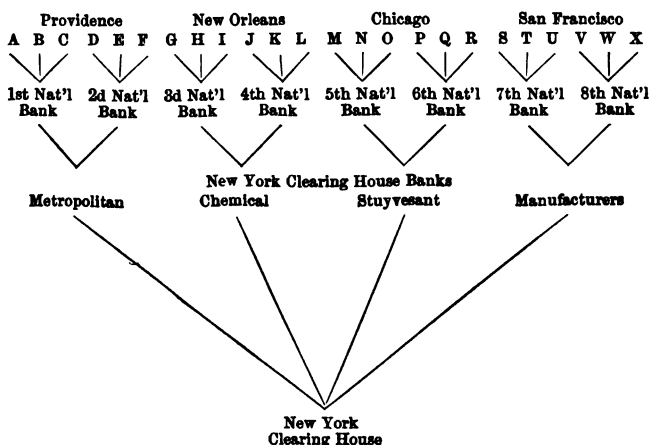 Providence New Orleans Chicago San Francisco
A B C D E F G H I J K L M N O P Q R S T U V W X
1st Nat'l 2d Nat'l 3d Nat'l 4th Nat'l 5th Nat'l 6th Nat'l 7th Nat'l 8th Nat'l
Bank Bank Bank Bank Bank Bank Bank Bank
New York Clearing House Banks
Metropolitan Chemical Stuyvesant Manufacturers
New York
Clearing House